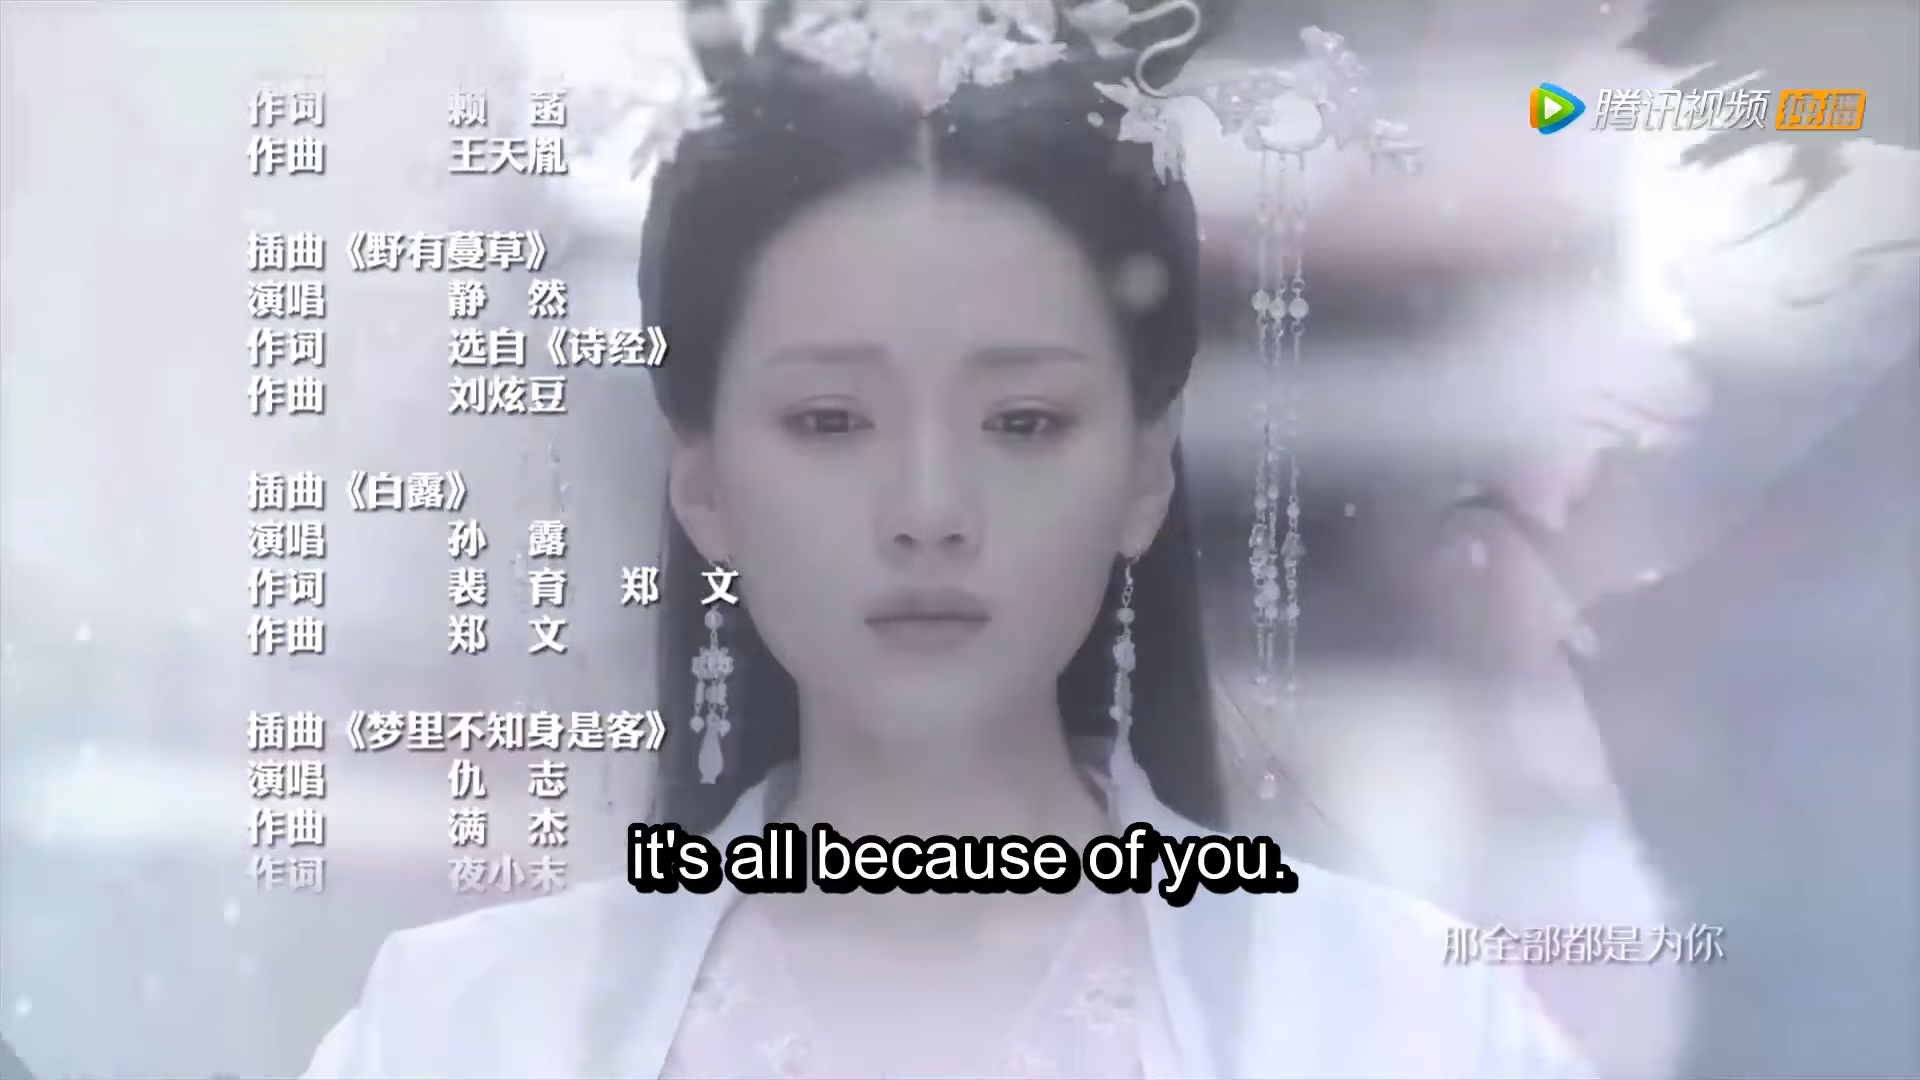 作词 赖 菡
作曲 王天胤
腾讯视频 独播
插曲《野有蔓草》
演唱 静 然
作词 选自《诗经》
作曲 刘炫豆
插曲《白露》
演唱 孙 露
作词 裴 育 郑 文
作曲 郑 文
插曲《梦里不知身是客》
演唱 仇 志
作曲 满 杰
作词 夜小末
it's all because of you.
那全部都是为你